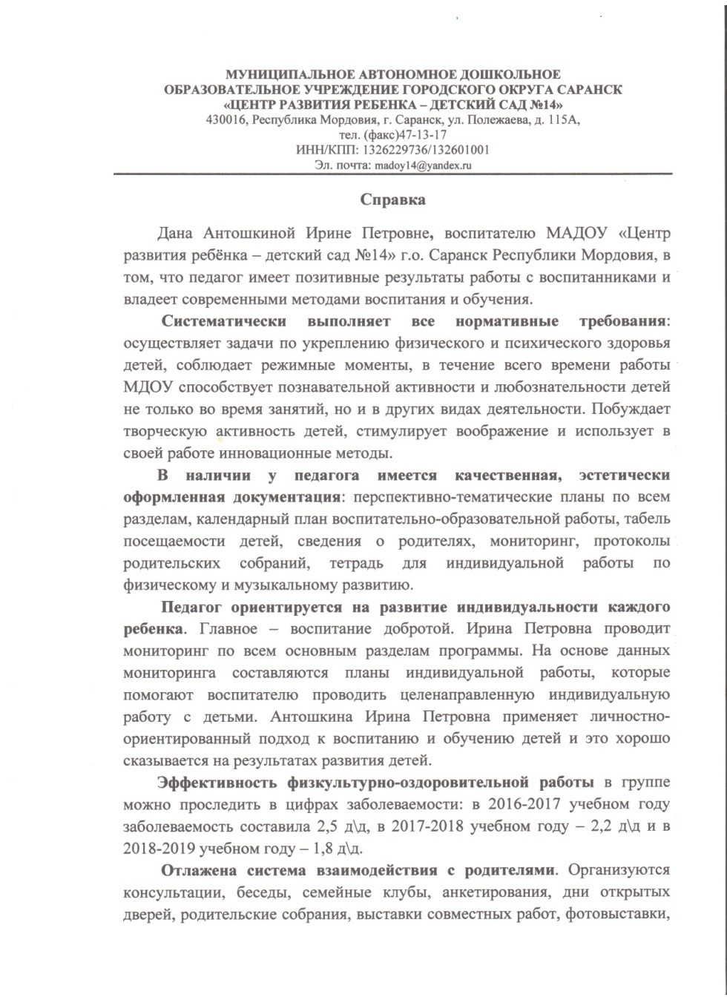 МУНИЦИПАЛЬНОЕ АВТОНОМНОЕ ДОШКОЛЬНОЕ
ОБРАЗОВАТЕЛЬНОЕ УЧРЕЖДЕНИЕ ГОРОДСКОГО ОКРУГА САРАНСК
«ЦЕНТР РАЗВИТИЯ РЕБЕНКА – ДЕТСКИЙ САД №14»
430016, Республика Мордовия, г. Саранск, ул. Полежаева, д. 115А,
тел. (факс)47-13-17
ИНН/КПП: 1326229736/132601001
Эл. почта: madoy14@yandex.ru
Справка
Дана Антошкиной Ирине Петровне, воспитателю МАДОУ «Центр
развития ребёнка – детский сад №14» г.о. Саранск Республики Мордовия, в
том, что педагог имеет позитивные результаты работы с воспитанниками и
владеет современными методами воспитания и обучения.
Систематически выполняет все нормативные требования:
осуществляет задачи по укреплению физического и психического здоровья
детей, соблюдает режимные моменты, в течение всего времени работы
МДОУ способствует познавательной активности и любознательности детей
не только во время занятий, но и в других видах деятельности. Побуждает
творческую активность детей, стимулирует воображение и использует в
своей работе инновационные методы.
В наличии у педагога имеется качественная, эстетически
оформленная документация: перспективно-тематические планы по всем
разделам, календарный план воспитательно-образовательной работы, табель
посещаемости детей, сведения о родителях, мониторинг, протоколы
родительских собраний, тетрадь для индивидуальной работы по
физическому и музыкальному развитию.
Педагог ориентируется на развитие индивидуальности каждого
ребенка. Главное – воспитание добротой. Ирина Петровна проводит
мониторинг по всем основным разделам программы. На основе данных
мониторинга составляются планы индивидуальной работы, которые
помогают воспитателю проводить целенаправленную индивидуальную
работу с детьми. Антошкина Ирина Петровна применяет личностно-
ориентированный подход к воспитанию и обучению детей и это хорошо
сказывается на результатах развития детей.
Эффективность физкультурно-оздоровительной работы в группе
можно проследить в цифрах заболеваемости: в 2016-2017 учебном году
заболеваемость составила 2,5 д\д, в 2017-2018 учебном году – 2,2 д\д и в
2018-2019 учебном году – 1,8 д\д.
Отлажена система взаимодействия с родителями. Организуются
консультации, беседы, семейные клубы, анкетирования, дни открытых
дверей, родительские собрания, выставки совместных работ, фотовыставки,